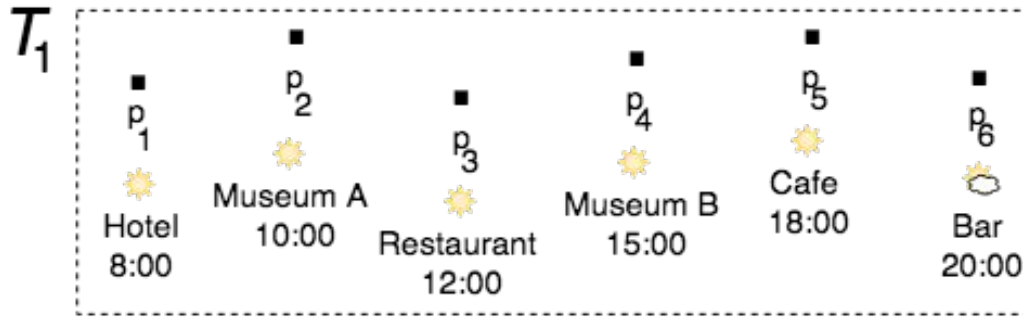 T1
p1
Hotel
8:00
p2
Museum A
10:00
p3
Restaurant
12:00
p4
Museum B
15:00
p5
Cafe
18:00
p6
Bar
20:00